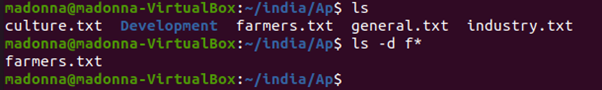 madonna@madonna-VirtualBox:~/india/Ap$ ls
culture.txt  Development  farmers.txt  general.txt  industry.txt
madonna@madonna-VirtualBox:~/india/Ap$ ls -d f*
farmers.txt
madonna@madonna-VirtualBox:~/india/Ap$